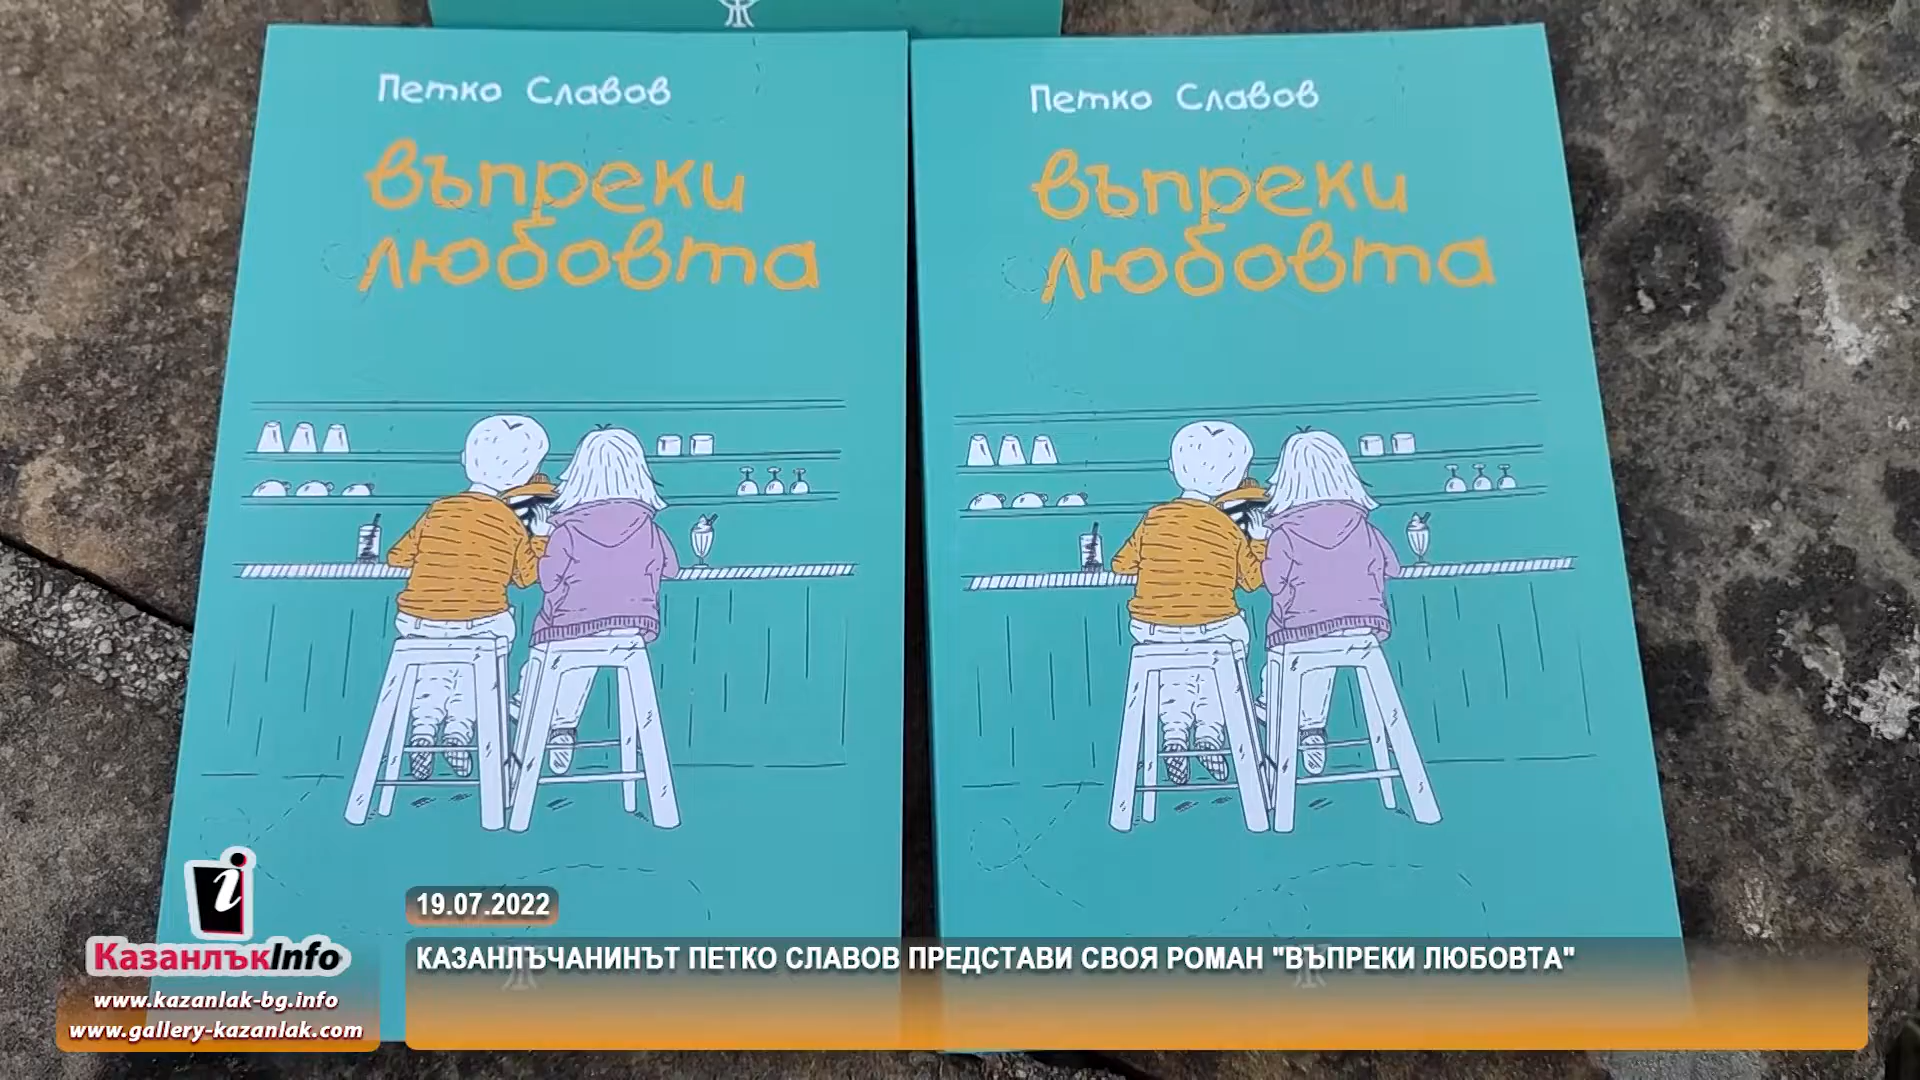 Петко Славов
въпреки
любовта
Петко Славов
въпреки
любовта
i
КазанлъкInfo
www.kazanlak-bg.info
www.gallery-kazanlak.com
19.07.2022
КАЗАНЛЪЧАНИНЪТ ПЕТКО СЛАВОВ ПРЕДСТАВИ СВОЯ РОМАН "ВЪПРЕКИ ЛЮБОВТА"